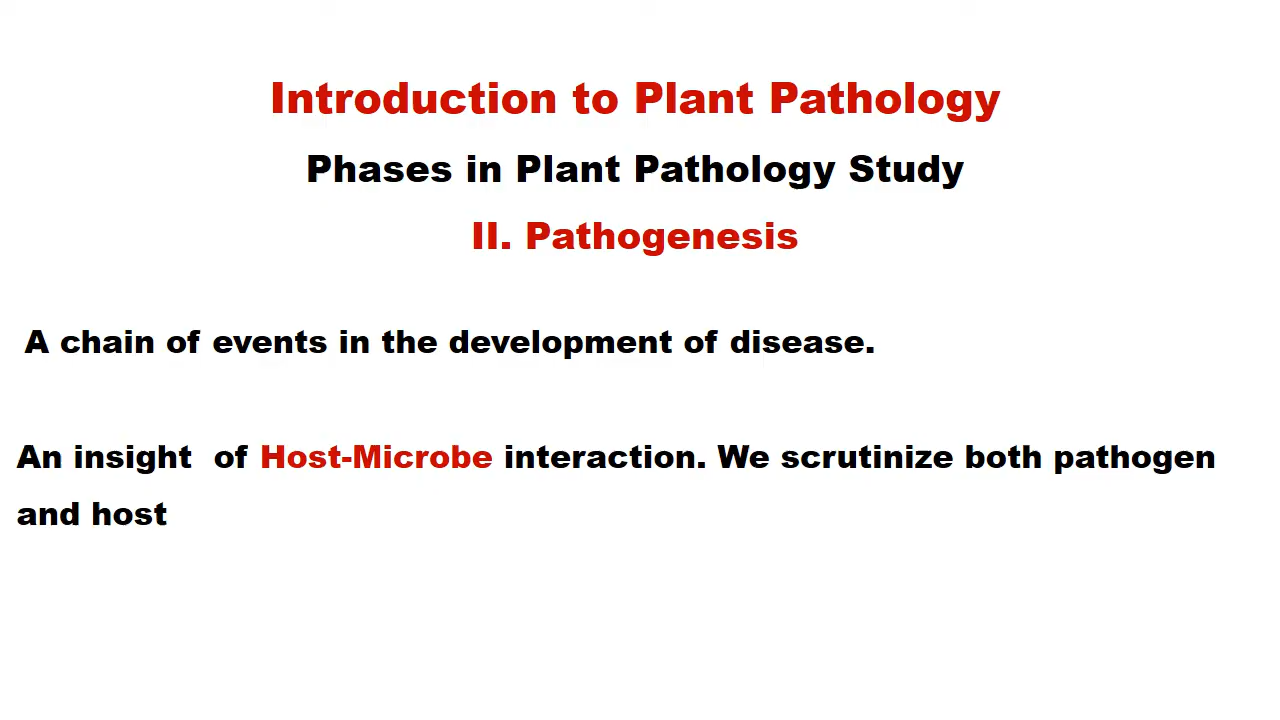 Introduction to Plant Pathology
Phases in Plant Pathology Study
II. Pathogenesis
A chain of events in the development of disease.
An insight  of Host-Microbe interaction. We scrutinize both pathogen
and host